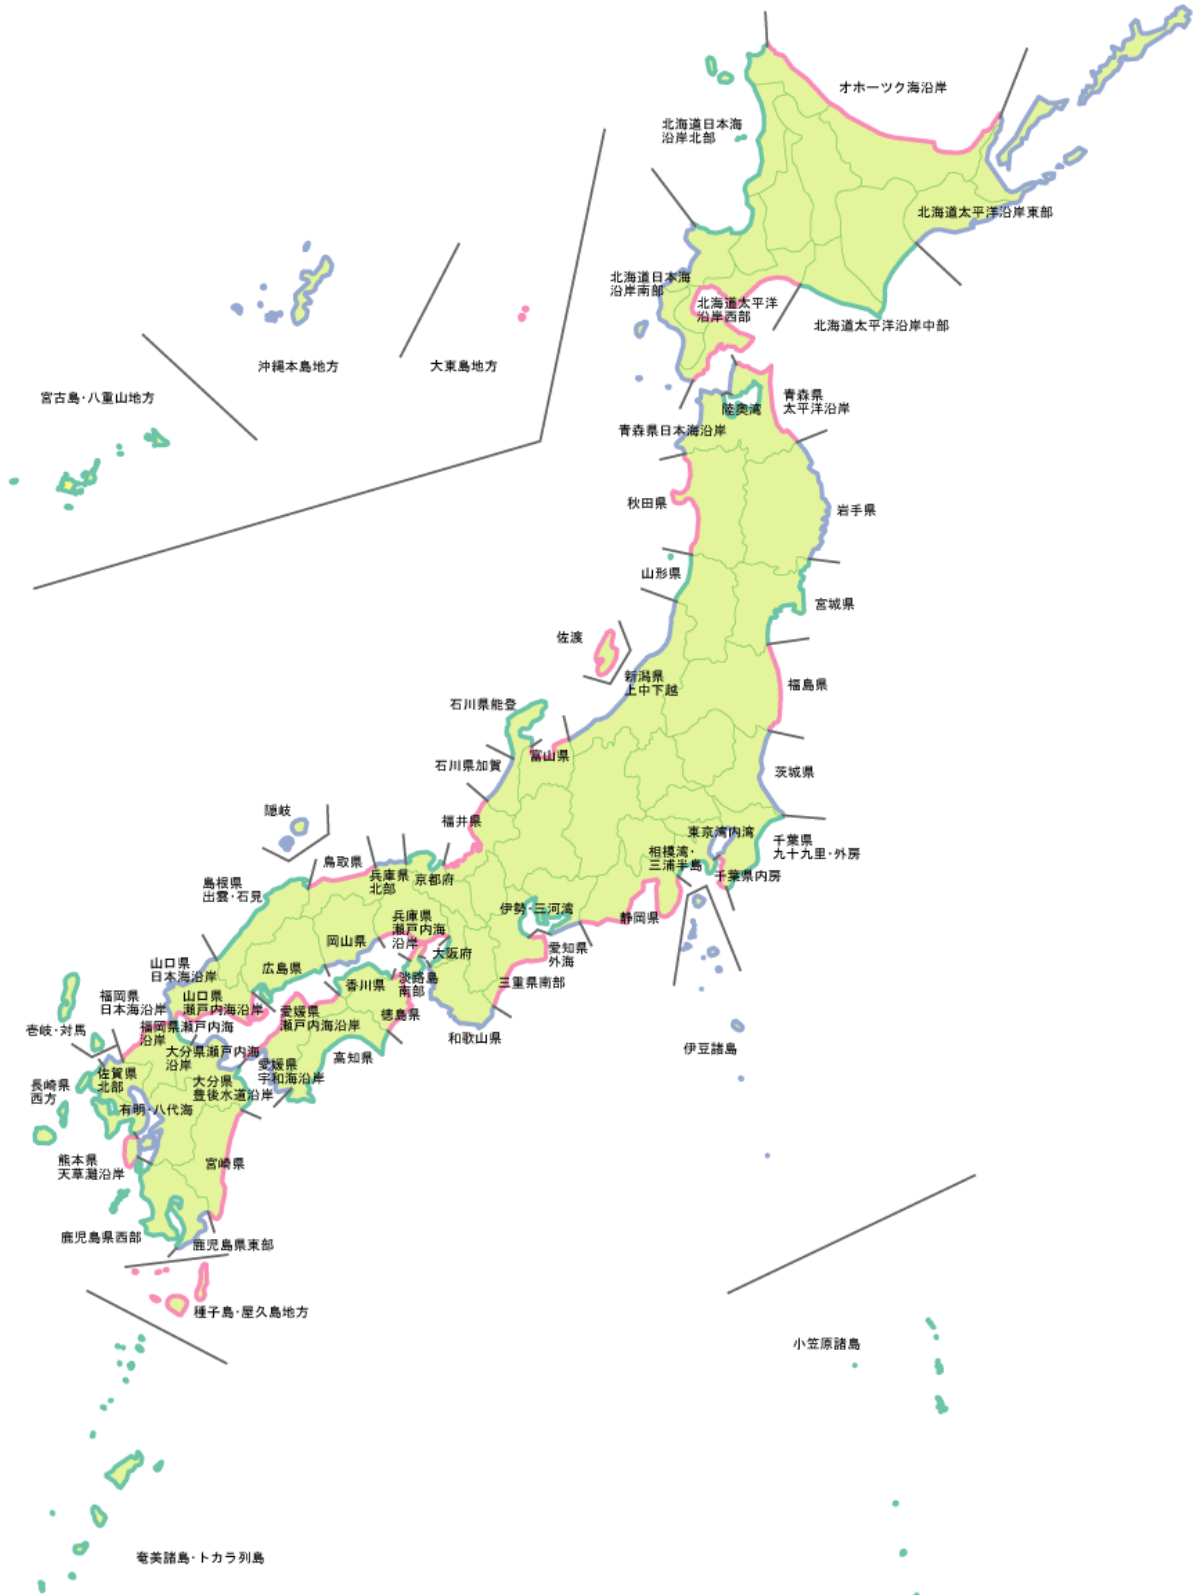 オホーツク海沿岸
北海道日本海
沿岸北部
北海道太平洋沿岸東部
北海道日本海
沿岸南部
北海道太平洋
沿岸西部
北海道太平洋沿岸中部
沖縄本島地方
大東島地方
宮古島・八重山地方
青森県
太平洋沿岸
陸奥湾
青森県日本海沿岸
秋田県
岩手県
山形県
宮城県
佐渡
新潟県
上中下越
福島県
石川県能登
富山県
石川県加賀
茨城県
隠岐
福井県
東京湾内湾
千葉県
九十九里・外房
相模湾・
三浦半島
千葉県内房
鳥取県
兵庫県
北部
京都府
島根県
出雲・石見
伊勢・三河湾
静岡県
兵庫県
瀬戸内海
沿岸
岡山県
大阪府
愛知県
外海
山口県
日本海沿岸
広島県
香川県
淡路島
南部
三重県南部
福岡県
日本海沿岸
山口県
瀬戸内海沿岸
愛媛県
瀬戸内海沿岸
徳島県
壱岐・対馬
福岡県瀬戸内海
沿岸
和歌山県
大分県瀬戸内海
沿岸
愛媛県
宇和海沿岸
高知県
伊豆諸島
佐賀県
北部
長崎県
西方
大分県
豊後水道沿岸
有明・八代海
熊本県
天草灘沿岸
宮崎県
鹿児島県西部
鹿児島県東部
種子島・屋久島地方
小笠原諸島
奄美諸島・トカラ列島